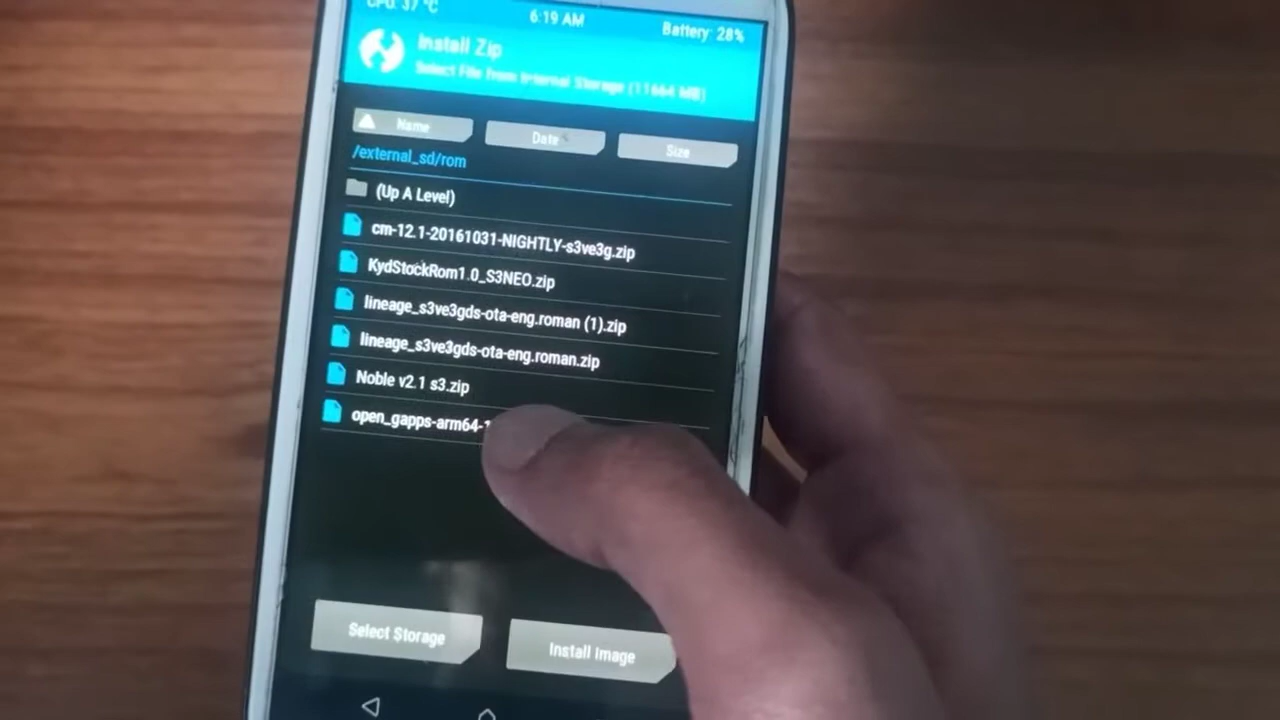 CPU: 37 °C
6:19 AM
Battery: 28%
Install Zip
Select File from Internal Storage (11664 MB)
Name
Date
Size
/external_sd/rom
(Up A Level)
cm-12.1-20161031-NIGHTLY-s3ve3g.zip
KydStockRom1.0_S3NEO.zip
lineage_s3ve3gds-ota-eng.roman (1).zip
lineage_s3ve3gds-ota-eng.roman.zip
Noble v2.1 s3.zip
open_gapps-arm64-1
Select Storage
Install Image